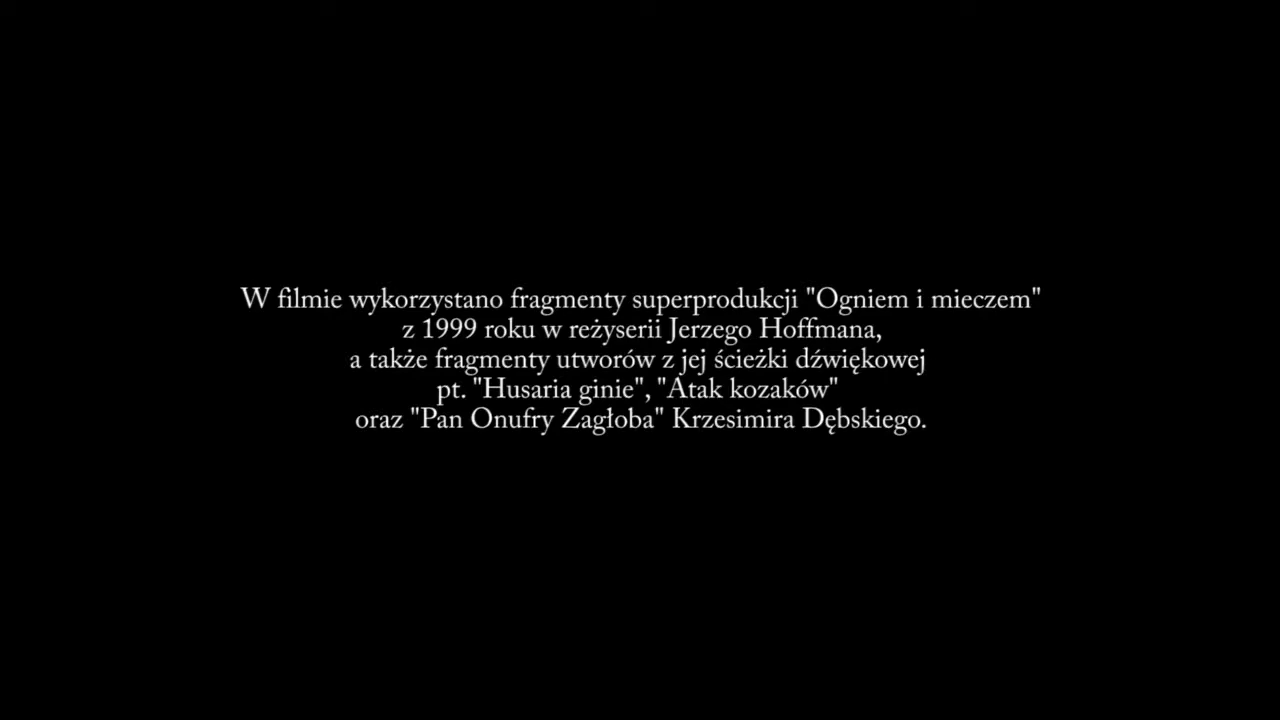 W filmie wykorzystano fragmenty superprodukcji "Ogniem i mieczem"
z 1999 roku w reżyserii Jerzego Hoffmana,
a także fragmenty utworów z jej ścieżki dźwiękowej
pt. "Husaria ginie", "Atak kozaków"
oraz "Pan Onufry Zagłoba" Krzesimira Dębskiego.